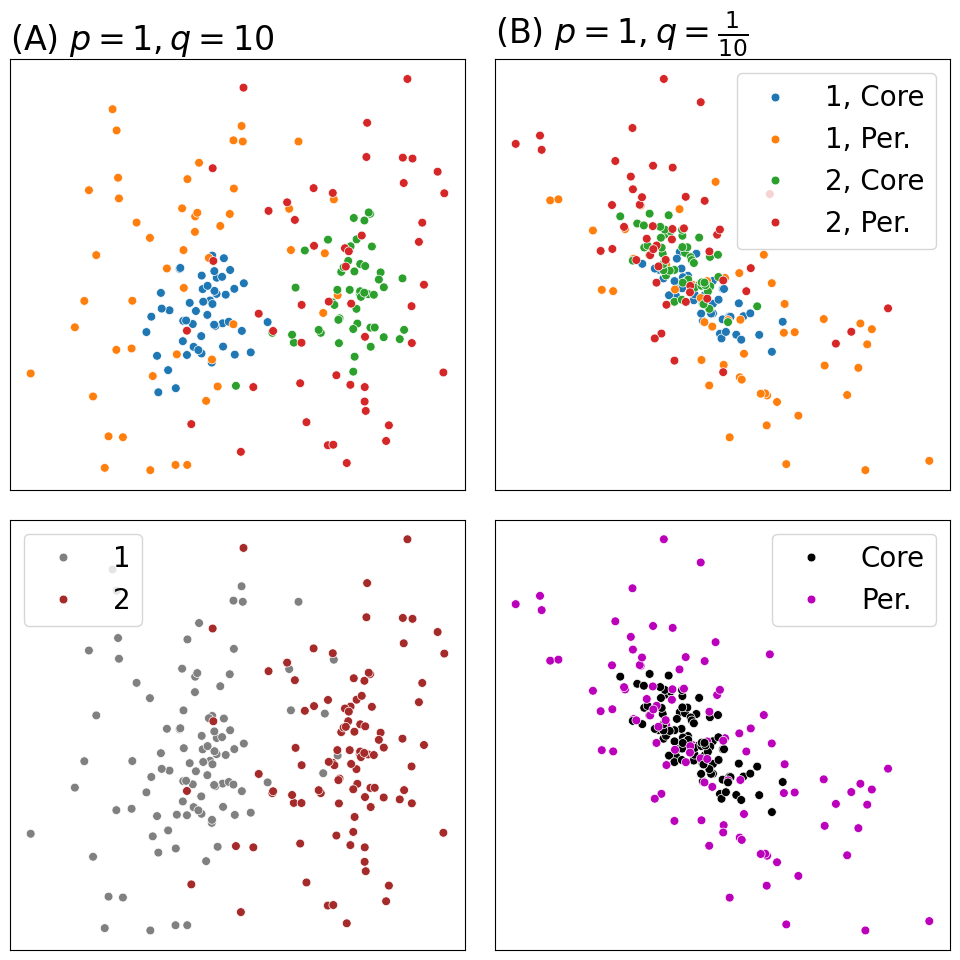 (A) p = 1, q = 10
(B) p = 1, q = 1/10
1, Core
1, Per.
2, Core
2, Per.
1
2
Core
Per.